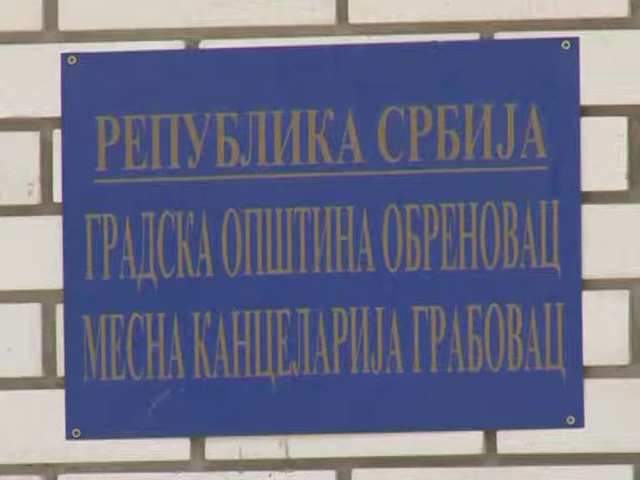 РЕПУБЛИКА СРБИЈА
ГРАДСКА ОПШТИНА ОБРЕНОВАЦ
МЕСНА КАНЦЕЛАРИЈА ГРАБОВАЦ